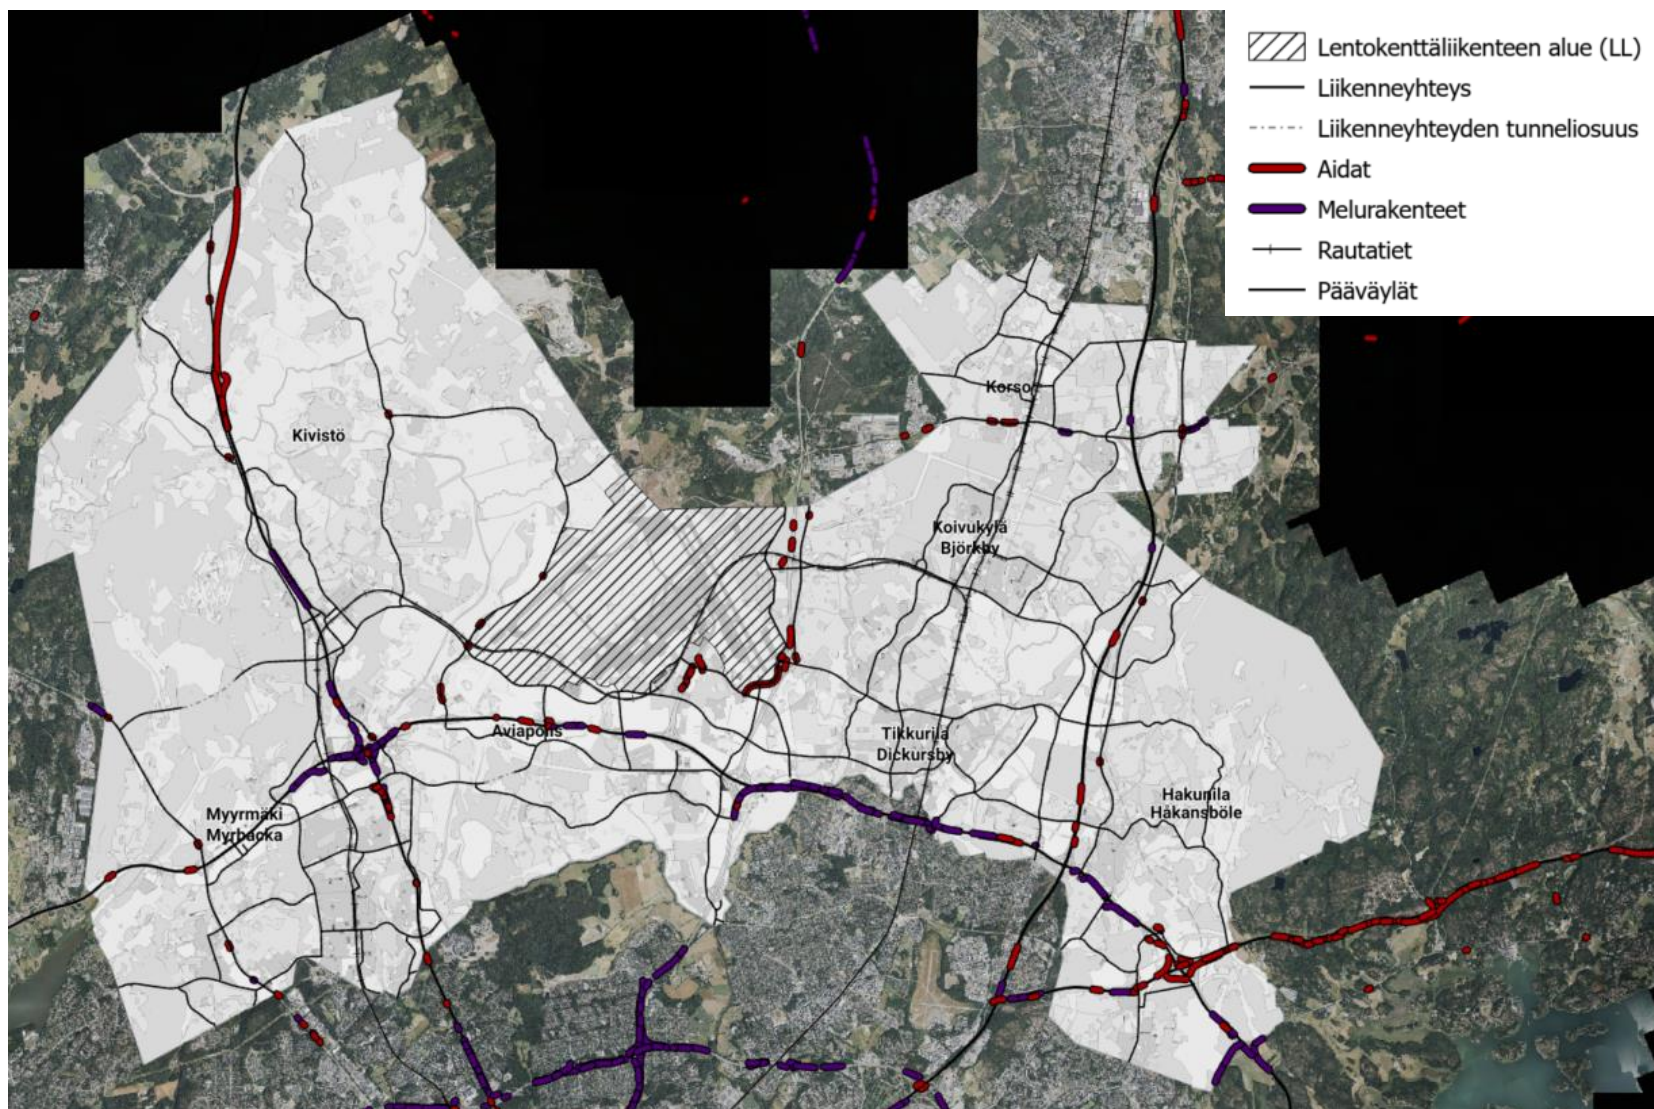 Lentokenttäliikenteen alue (LL)
Liikenneyhteys
Liikenneyhteyden tunneliosuus
Aidat
Melurakenteet
Rautatiet
Pääväylät
Korso
Kivistö
Koivukylä
Björkby
Aviapolis
Tikkurila
Dickursby
Hakunila
Håkansböle
Myyrmäki
Myrbacka